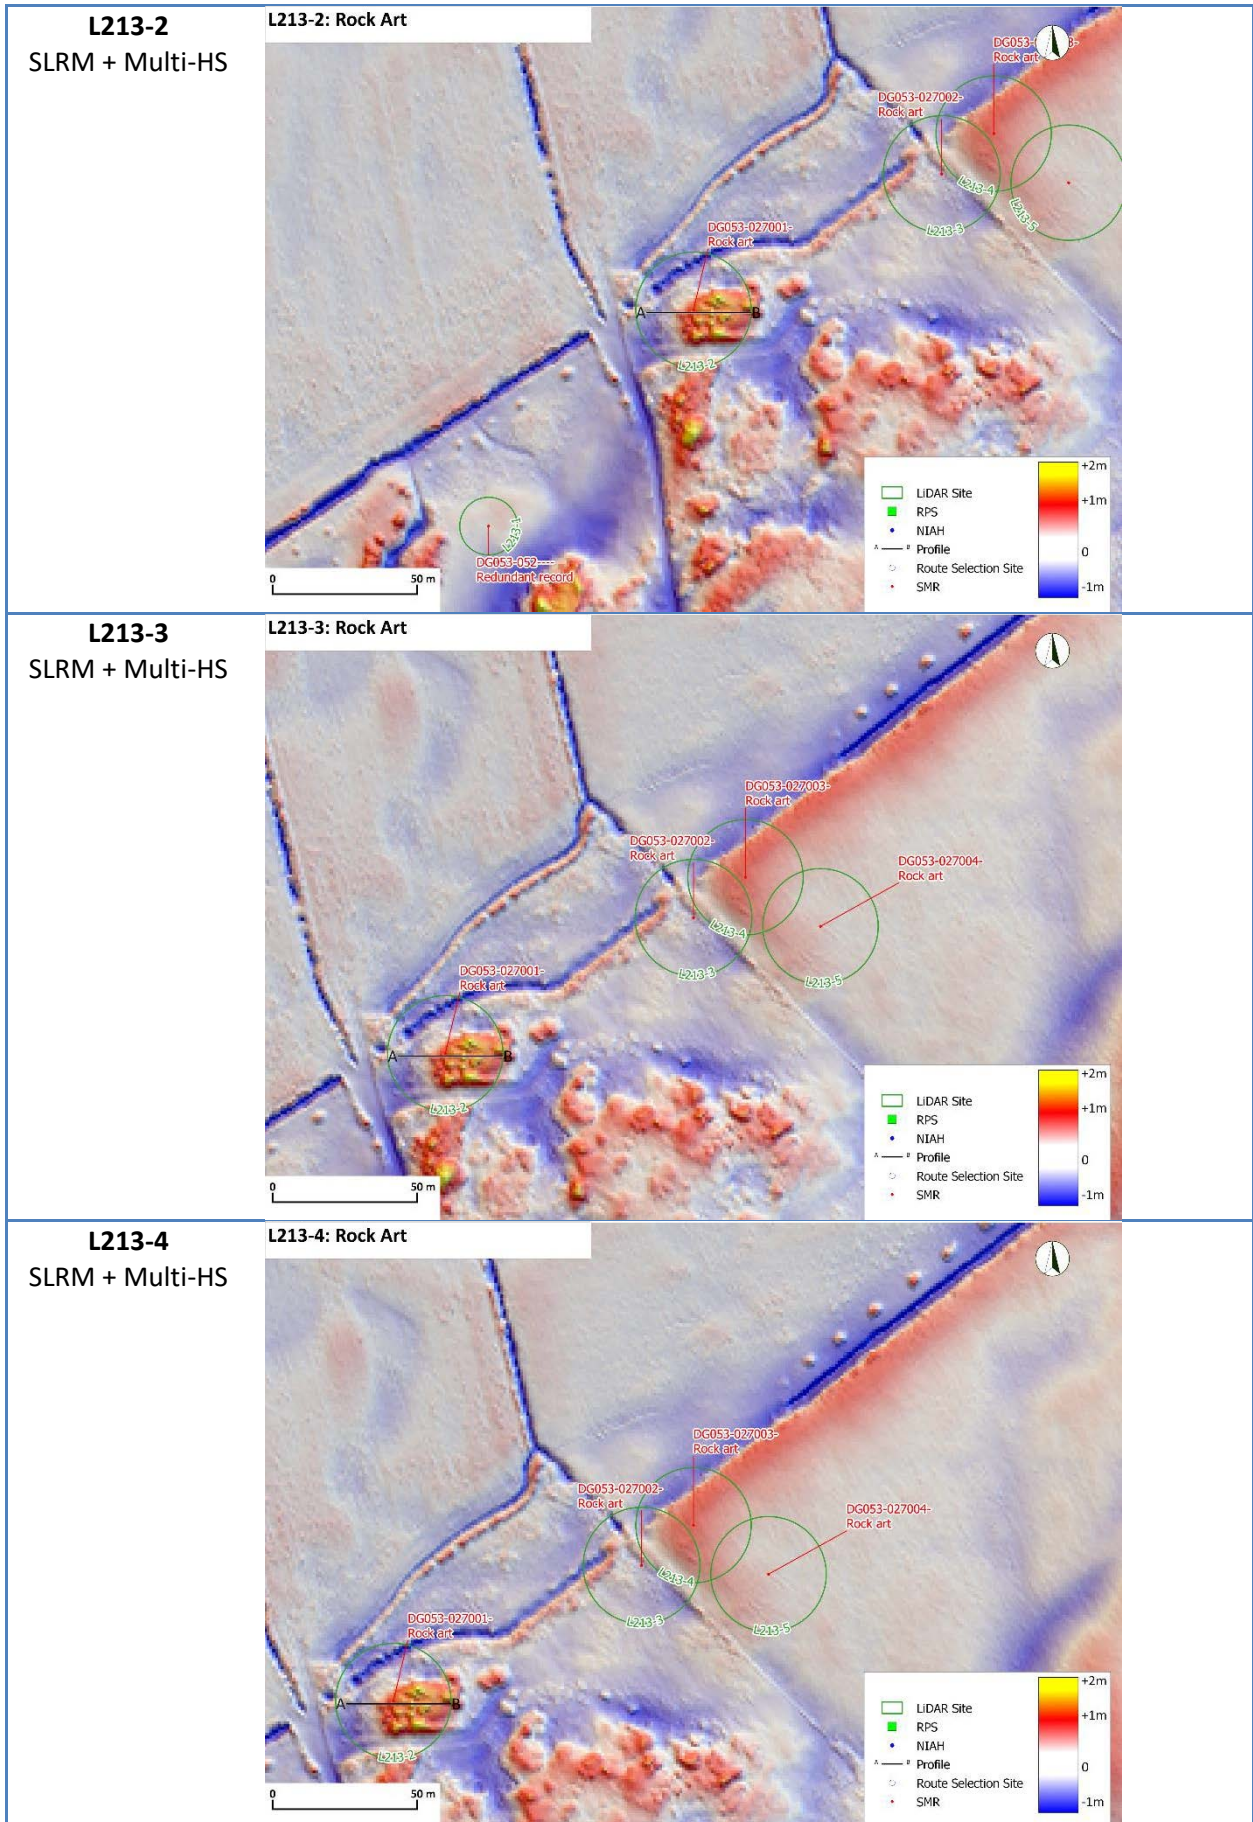 L213-2
SLRM + Multi-HS
L213-2: Rock Art
DG053-
Rock art
DG053-027002-
Rock art
L213-4
L213-3
L213-5
DG053-027001-
Rock art
A
B
L213-2
L213-1
DG053-052----
Redundant record
0
50 m
LiDAR Site
RPS
NIAH
A
B
Profile
Route Selection Site
SMR
+2m
+1m
0
-1m
L213-3
SLRM + Multi-HS
L213-3: Rock Art
DG053-027003-
Rock art
DG053-027002-
Rock art
DG053-027004-
Rock art
L213-4
L213-3
L213-5
DG053-027001-
Rock art
A
B
L213-2
0
50 m
LiDAR Site
RPS
NIAH
A
B
Profile
Route Selection Site
SMR
+2m
+1m
0
-1m
L213-4
SLRM + Multi-HS
L213-4: Rock Art
DG053-027003-
Rock art
DG053-027002-
Rock art
DG053-027004-
Rock art
L213-4
L213-3
L213-5
DG053-027001-
Rock art
A
B
L213-2
0
50 m
LiDAR Site
RPS
NIAH
A
B
Profile
Route Selection Site
SMR
+2m
+1m
0
-1m